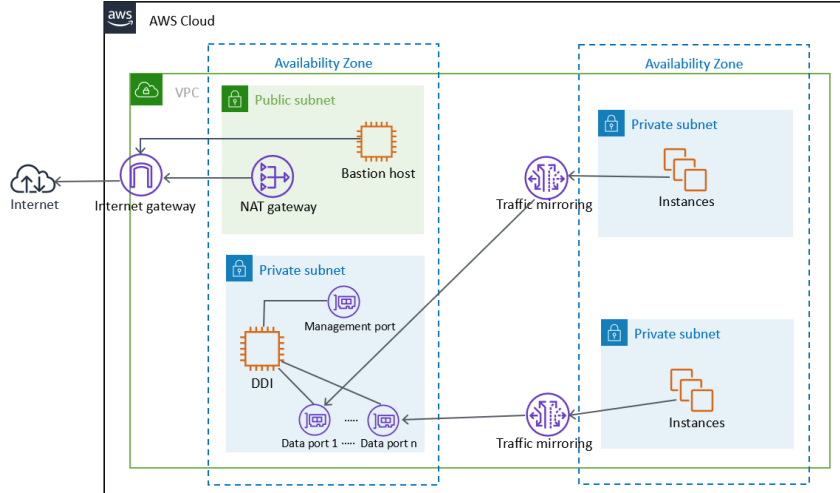 aws
AWS Cloud
Availability Zone
Availability Zone
VPC
Public subnet
Private subnet
Bastion host
Instances
Internet
Internet gateway
NAT gateway
Traffic mirroring
Private subnet
Management port
DDI
Private subnet
Data port 1 ..... Data port n
Traffic mirroring
Instances